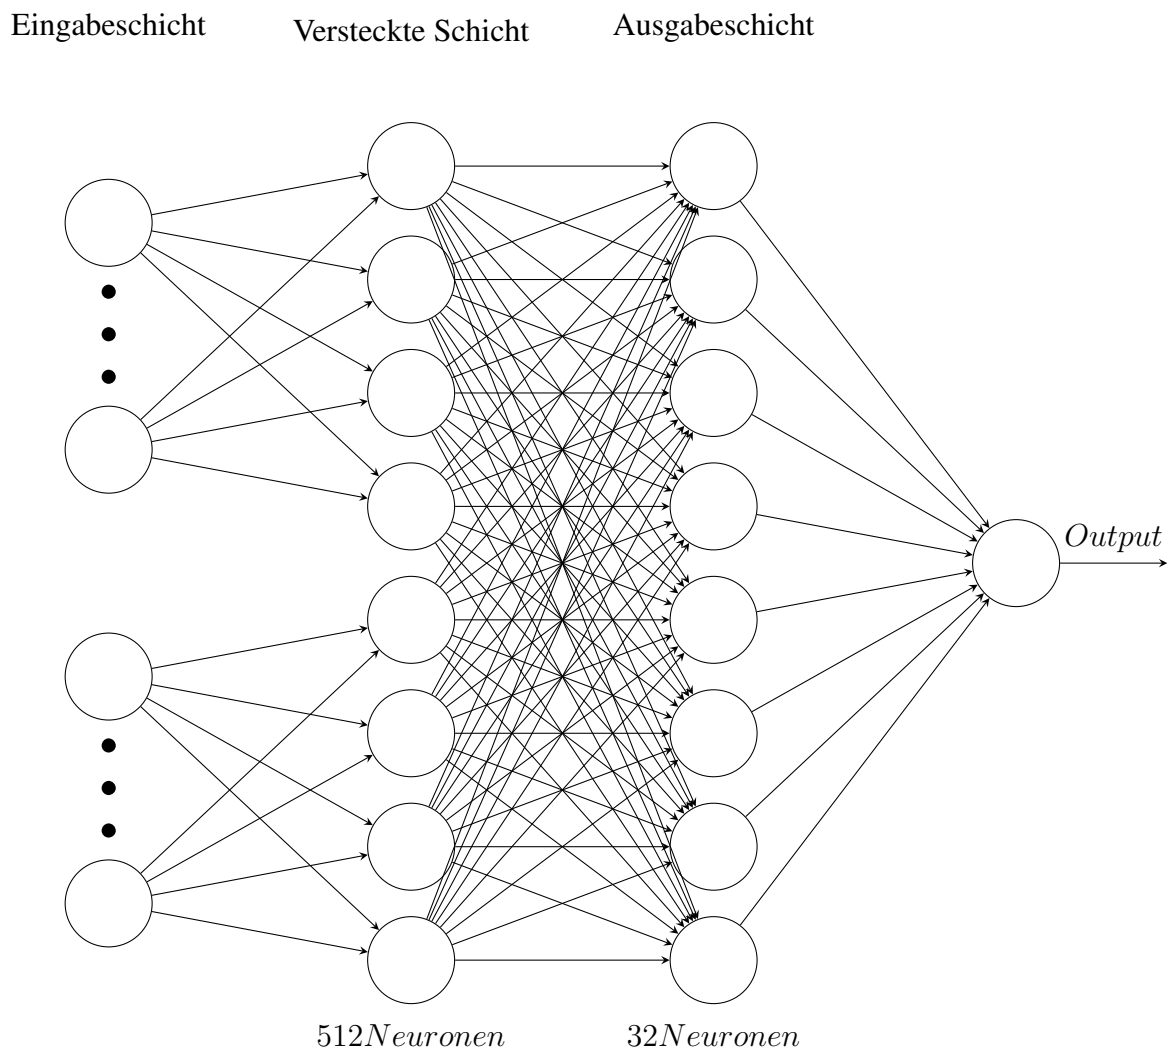 Eingabeschicht
Versteckte Schicht
Ausgabeschicht
Output
512Neuronen
32Neuronen